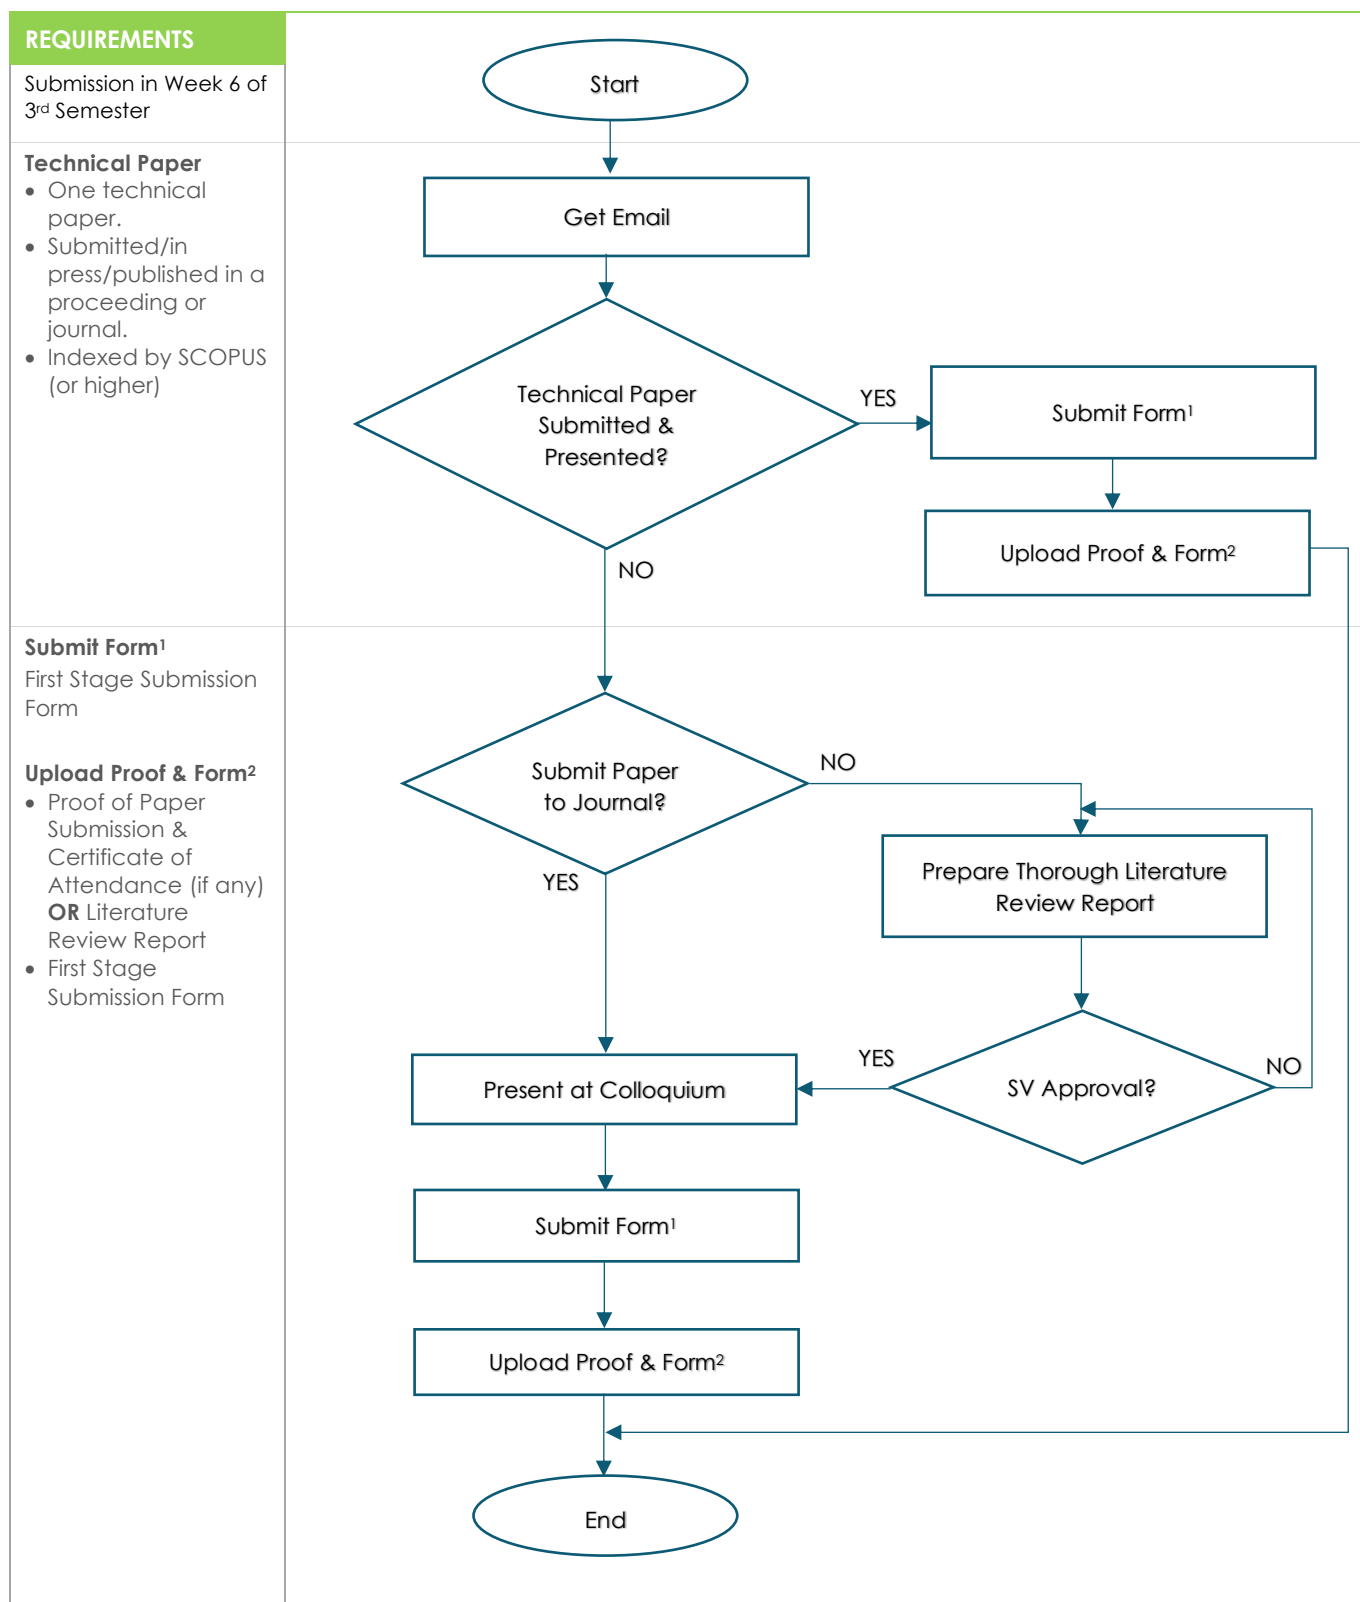 REQUIREMENTS
Submission in Week 6 of
3rd Semester
Technical Paper
• One technical
paper.
• Submitted/in
press/published in a
proceeding or
journal.
• Indexed by SCOPUS
(or higher)
Submit Form¹
First Stage Submission
Form
Upload Proof & Form²
• Proof of Paper
Submission &
Certificate of
Attendance (if any)
OR Literature
Review Report
• First Stage
Submission Form
Start
Get Email
Technical Paper
Submitted &
Presented?
YES
Submit Form¹
Upload Proof & Form²
NO
Submit Paper
to Journal?
NO
Prepare Thorough Literature
Review Report
YES
SV Approval?
YES
NO
Present at Colloquium
Submit Form¹
Upload Proof & Form²
End